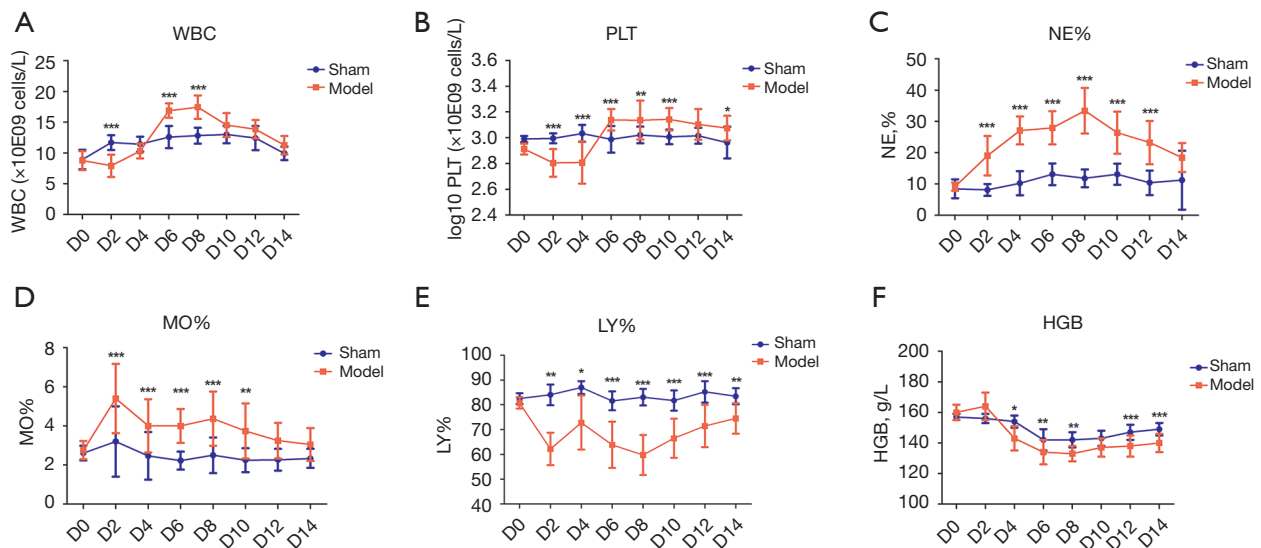 A
WBC
WBC (×10E09 cells/L)
25
20
15
10
5
0
***
***
***
Sham
Model
D0 D2 D4 D6 D8 D10 D12 D14
B
PLT
log10 PLT (×10E09 cells/L)
3.6
3.4
3.2
3.0
2.8
2.6
2.4
***
***
***
**
***
*
Sham
Model
D0 D2 D4 D6 D8 D10 D12 D14
C
NE%
NE,%
50
40
30
20
10
0
***
***
***
***
***
***
Sham
Model
D0 D2 D4 D6 D8 D10 D12 D14
D
MO%
MO%
8
6
4
2
0
***
***
***
***
**
Sham
Model
D0 D2 D4 D6 D8 D10 D12 D14
E
LY%
LY%
100
90
80
70
60
50
40
**
*
***
***
***
***
**
Sham
Model
D0 D2 D4 D6 D8 D10 D12 D14
F
HGB
HGB, g/L
200
180
160
140
120
100
*
**
**
***
***
Sham
Model
D0 D2 D4 D6 D8 D10 D12 D14